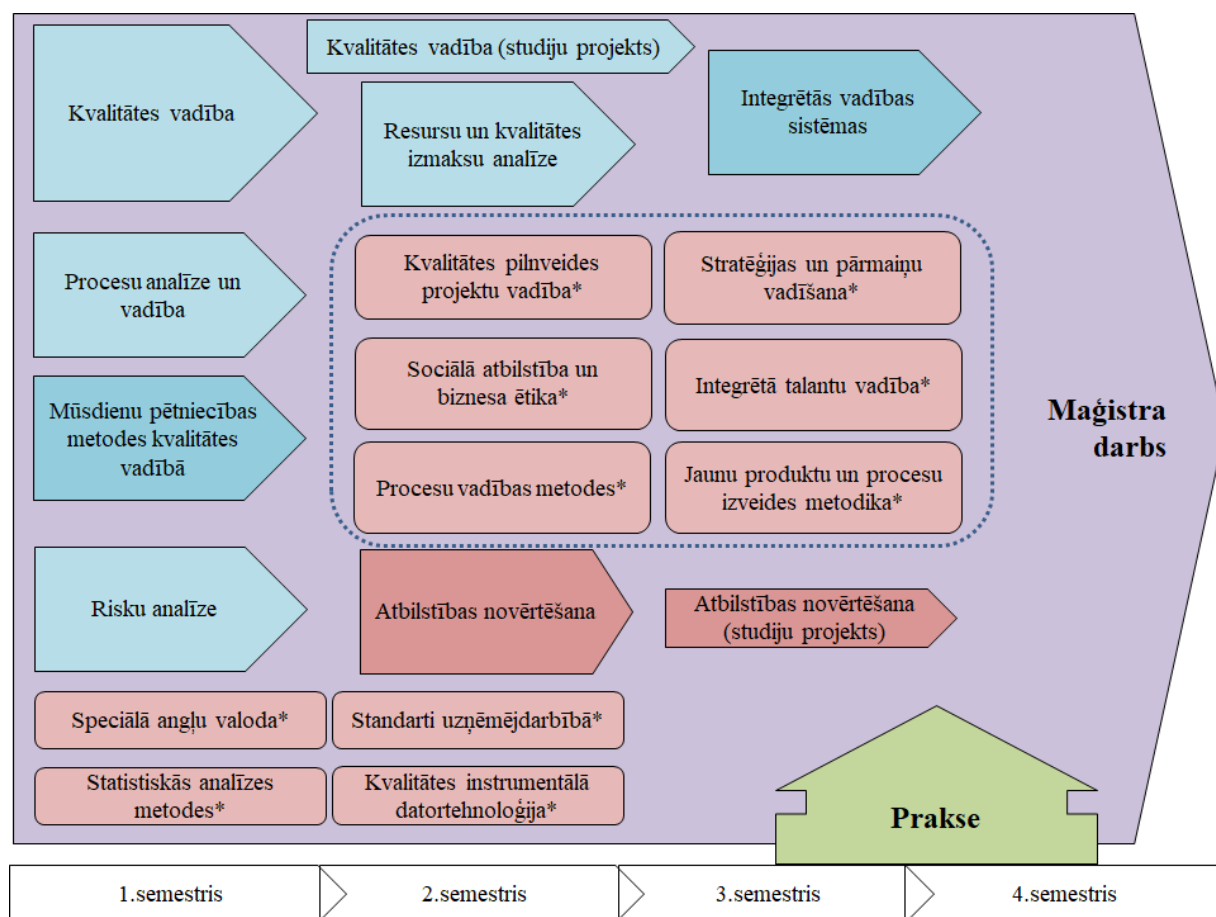 Kvalitātes vadība
Kvalitātes vadība (studiju projekts)
Resursu un kvalitātes
izmaksu analīze
Integrētās vadības
sistēmas
Procesu analīze un
vadība
Kvalitātes pilnveides
projektu vadība*
Stratēģijas un pārmaiņu
vadīšana*
Mūsdienu pētniecības
metodes kvalitātes
vadībā
Sociālā atbilstība un
biznesa ētika*
Integrētā talantu vadība*
Maģistra
darbs
Procesu vadības metodes*
Jaunu produktu un procesu
izveides metodika*
Risku analīze
Atbilstības novērtēšana
Atbilstības novērtēšana
(studiju projekts)
Speciālā angļu valoda*
Standarti uzņēmējdarbībā*
Statistiskās analīzes
metodes*
Kvalitātes instrumentālā
datortehnoloģija*
Prakse
1.semestris
2.semestris
3.semestris
4.semestris